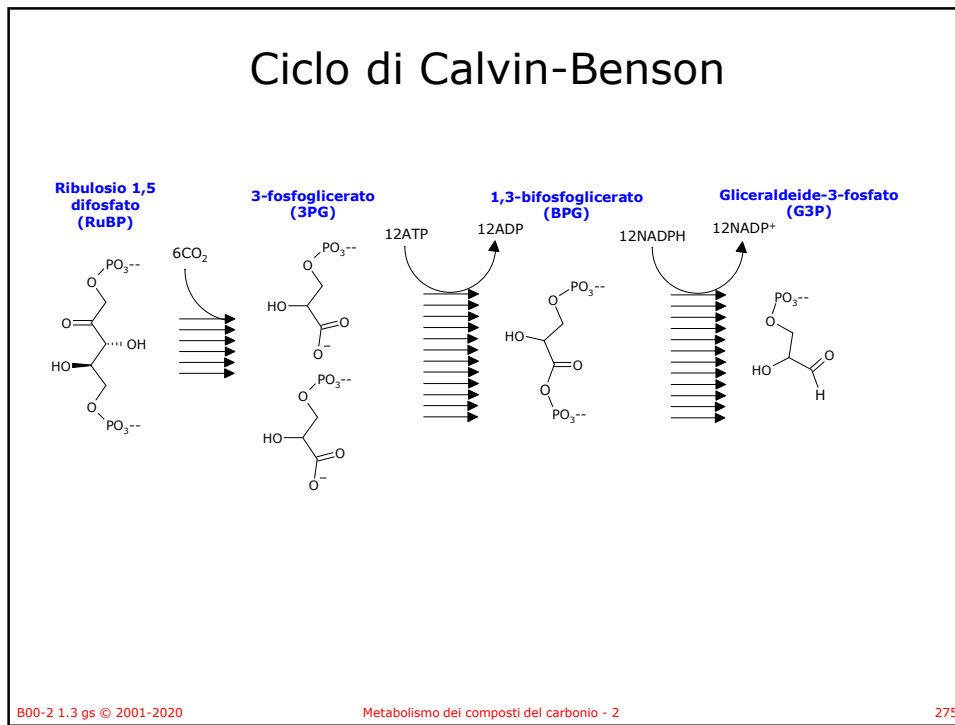 Ciclo di Calvin-Benson
Ribulosio 1,5
difosfato
(RuBP)
3-fosfoglicerato
(3PG)
1,3-bifosfoglicerato
(BPG)
Gliceraldeide-3-fosfato
(G3P)
6CO2
12ATP
12ADP
12NADPH
12NADP+
PO3--
O
O
OH
HO
O
PO3--
PO3--
O
HO
O
O−
PO3--
O
HO
O
O−
PO3--
O
HO
O
O
PO3--
PO3--
O
HO
O
H
B00-2 1.3 gs © 2001-2020
Metabolismo dei composti del carbonio - 2
275